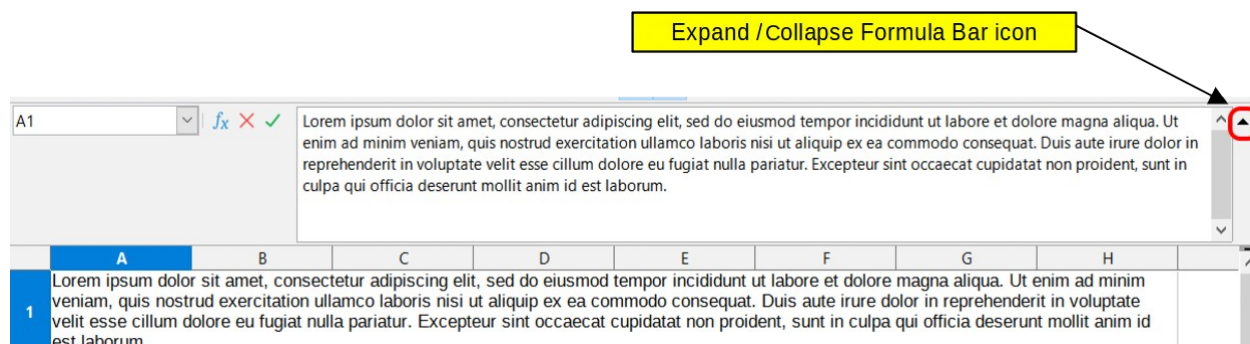 Expand / Collapse Formula Bar icon
A1
fx
Lorem ipsum dolor sit amet, consectetur adipiscing elit, sed do eiusmod tempor incididunt ut labore et dolore magna aliqua. Ut
enim ad minim veniam, quis nostrud exercitation ullamco laboris nisi ut aliquip ex ea commodo consequat. Duis aute irure dolor in
reprehenderit in voluptate velit esse cillum dolore eu fugiat nulla pariatur. Excepteur sint occaecat cupidatat non proident, sunt in
culpa qui officia deserunt mollit anim id est laborum.
A B C D E F G H
Lorem ipsum dolor sit amet, consectetur adipiscing elit, sed do eiusmod tempor incididunt ut labore et dolore magna aliqua. Ut enim ad minim
veniam, quis nostrud exercitation ullamco laboris nisi ut aliquip ex ea commodo consequat. Duis aute irure dolor in reprehenderit in voluptate
1
velit esse cillum dolore eu fugiat nulla pariatur. Excepteur sint occaecat cupidatat non proident, sunt in culpa qui officia deserunt mollit anim id
est laborum.